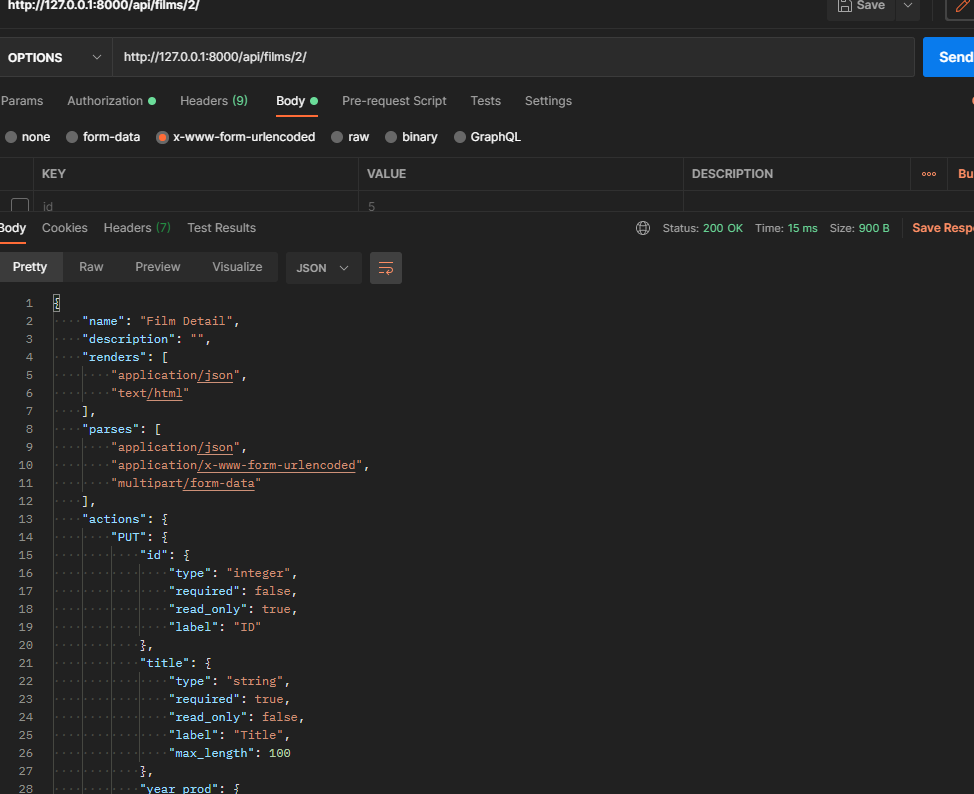 http://127.0.0.1:8000/api/films/2/
Save
OPTIONS http://127.0.0.1:8000/api/films/2/ Send
Params Authorization Headers (9) Body Pre-request Script Tests Settings
none form-data x-www-form-urlencoded raw binary GraphQL
KEY VALUE DESCRIPTION ooo Bu
id 5
Body Cookies Headers (7) Test Results Status: 200 OK Time: 15 ms Size: 900 B Save Resp
Pretty Raw Preview Visualize JSON
1 {
2 "name": "Film Detail",
3 "description": "",
4 "renders": [
5 "application/json",
6 "text/html"
7 ],
8 "parses": [
9 "application/json",
10 "application/x-www-form-urlencoded",
11 "multipart/form-data"
12 ],
13 "actions": {
14 "PUT": {
15 "id": {
16 "type": "integer",
17 "required": false,
18 "read_only": true,
19 "label": "ID"
20 },
21 "title": {
22 "type": "string",
23 "required": true,
24 "read_only": false,
25 "label": "Title",
26 "max_length": 100
27 },
28 "year_prod": {